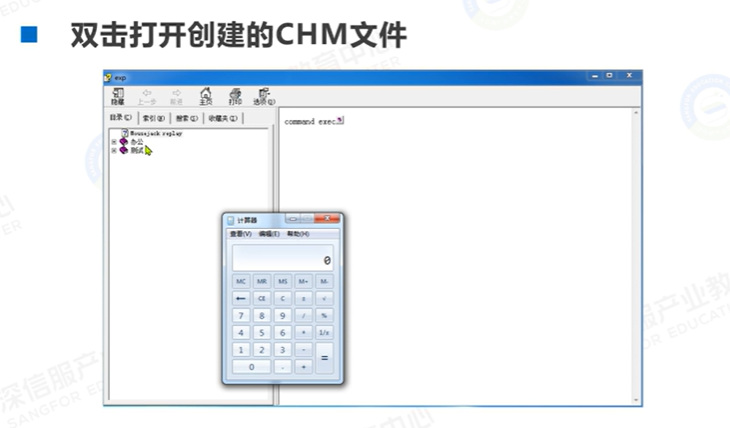 双击打开创建的CHM文件
exp
隐藏 上一步 前进 主页 打印 选项(O)
目录(C) 索引(N) 搜索(S) 收藏夹(I)
Mousejack replay
办公
测试
command exec
计算器
查看(V) 编辑(E) 帮助(H)
0
MC MR MS M+ M-
← CE C ± √
7 8 9 / %
4 5 6 * 1/x
1 2 3 - =
0 . +
深信服产业教育中心
SANGFOR EDUCATION CENTER